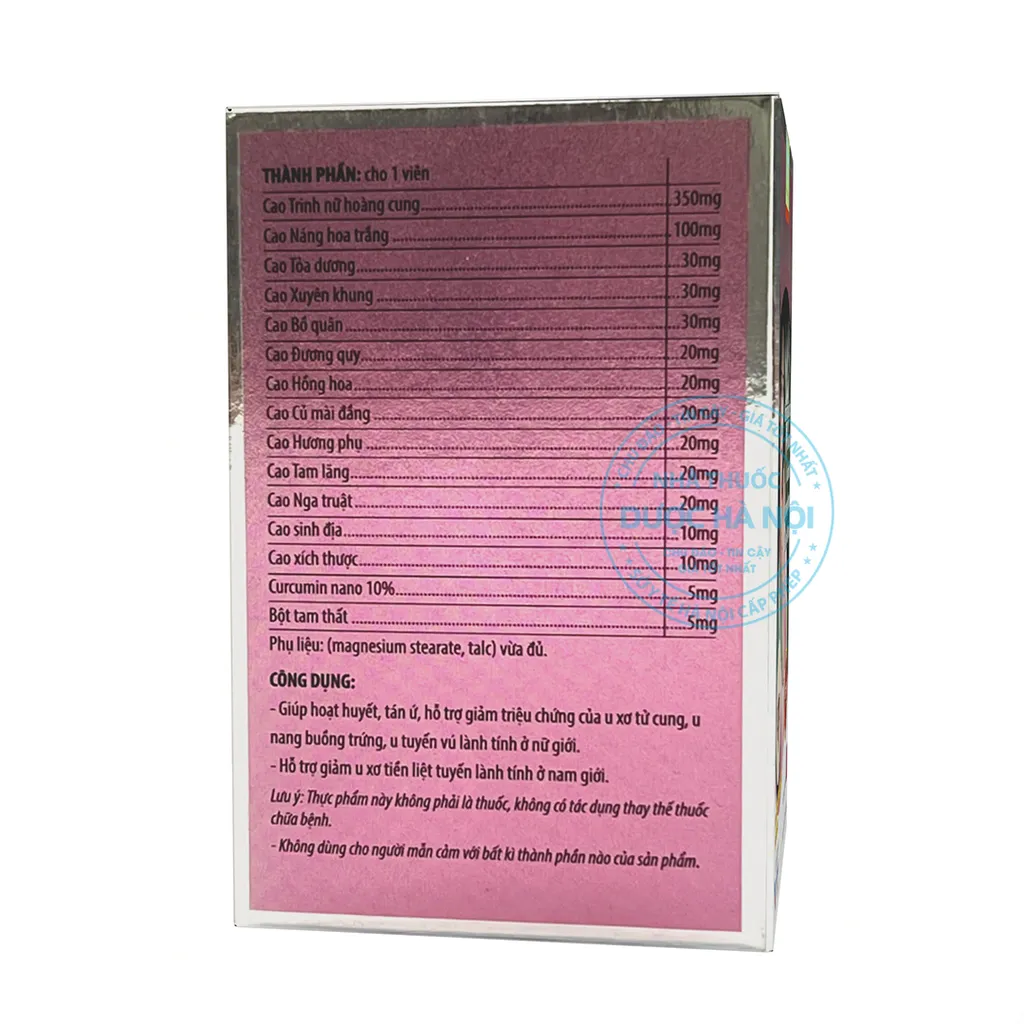 THÀNH PHẦN: cho 1 viên
Cao Trinh nữ hoàng cung 350mg
Cao Náng hoa trắng 100mg
Cao Tỏa dương 30mg
Cao Xuyên khung 30mg
Cao Bồ quân 30mg
Cao Đương quy 20mg
Cao Hồng hoa 20mg
Cao Củ mài đắng 20mg
Cao Hương phụ 20mg
Cao Tam lăng 20mg
Cao Nga truật 20mg
Cao sinh địa 10mg
Cao xích thược 10mg
Curcumin nano 10% 5mg
Bột tam thất 5mg
Phụ liệu: (magnesium stearate, talc) vừa đủ.
CÔNG DỤNG:
- Giúp hoạt huyết, tán ứ, hỗ trợ giảm triệu chứng của u xơ tử cung, u
nang buồng trứng, u tuyến vú lành tính ở nữ giới.
- Hỗ trợ giảm u xơ tiền liệt tuyến lành tính ở nam giới.
Lưu ý: Thực phẩm này không phải là thuốc, không có tác dụng thay thế thuốc
chữa bệnh.
- Không dùng cho người mẫn cảm với bất kì thành phần nào của sản phẩm.
NHÀ THUỐC
DƯỢC HÀ NỘI
SỞ Y TẾ HÀ NỘI CẤP PHÉP